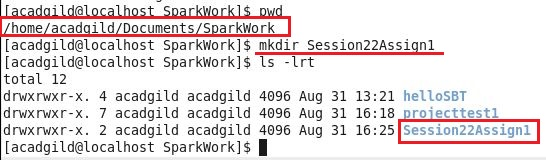 [acadgild@localhost SparkWork]$ pwd
/home/acadgild/Documents/SparkWork
[acadgild@localhost SparkWork]$ mkdir Session22Assign1
[acadgild@localhost SparkWork]$ ls -lrt
total 12
drwxrwxr-x. 4 acadgild acadgild 4096 Aug 31 13:21 helloSBT
drwxrwxr-x. 7 acadgild acadgild 4096 Aug 31 16:18 projecttest1
drwxrwxr-x. 2 acadgild acadgild 4096 Aug 31 16:25 Session22Assign1
[acadgild@localhost SparkWork]$